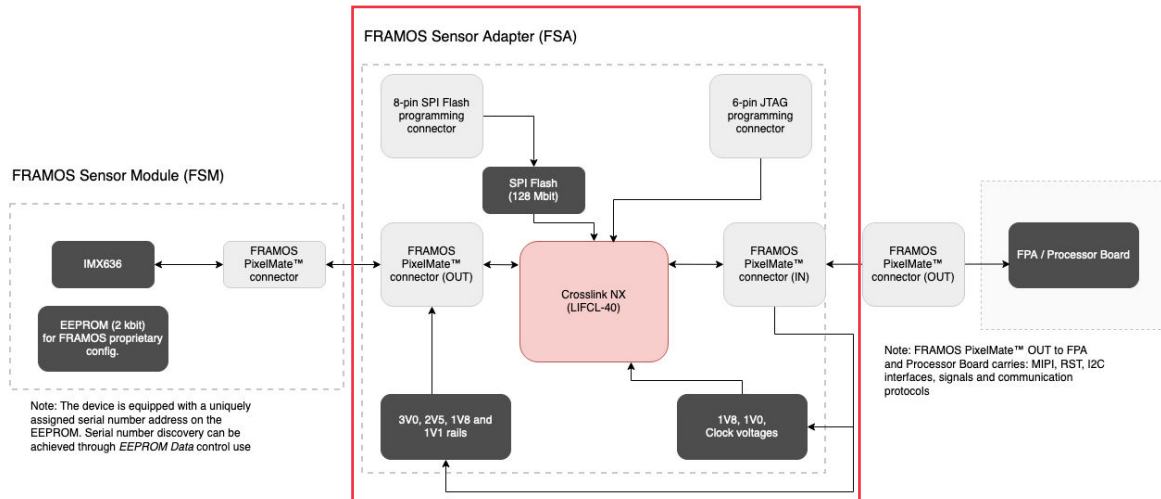 FRAMOS Sensor Adapter (FSA)
8-pin SPI Flash
programming
connector
6-pin JTAG
programming
connector
FRAMOS Sensor Module (FSM)
SPI Flash
(128 Mbit)
IMX636
FRAMOS
PixelMate™
connector
FRAMOS
PixelMate™
connector (OUT)
Crosslink NX
(LIFCL-40)
FRAMOS
PixelMate™
connector (IN)
FRAMOS
PixelMate™
connector (OUT)
FPA / Processor Board
EEPROM (2 kbit)
for FRAMOS proprietary
config.
Note: FRAMOS PixelMate™ OUT to FPA
and Processor Board carries: MIPI, RST, I2C
interfaces, signals and communication
protocols
Note: The device is equipped with a uniquely
assigned serial number address on the
EEPROM. Serial number discovery can be
achieved through EEPROM Data control use
3V0, 2V5, 1V8 and
1V1 rails
1V8, 1V0,
Clock voltages